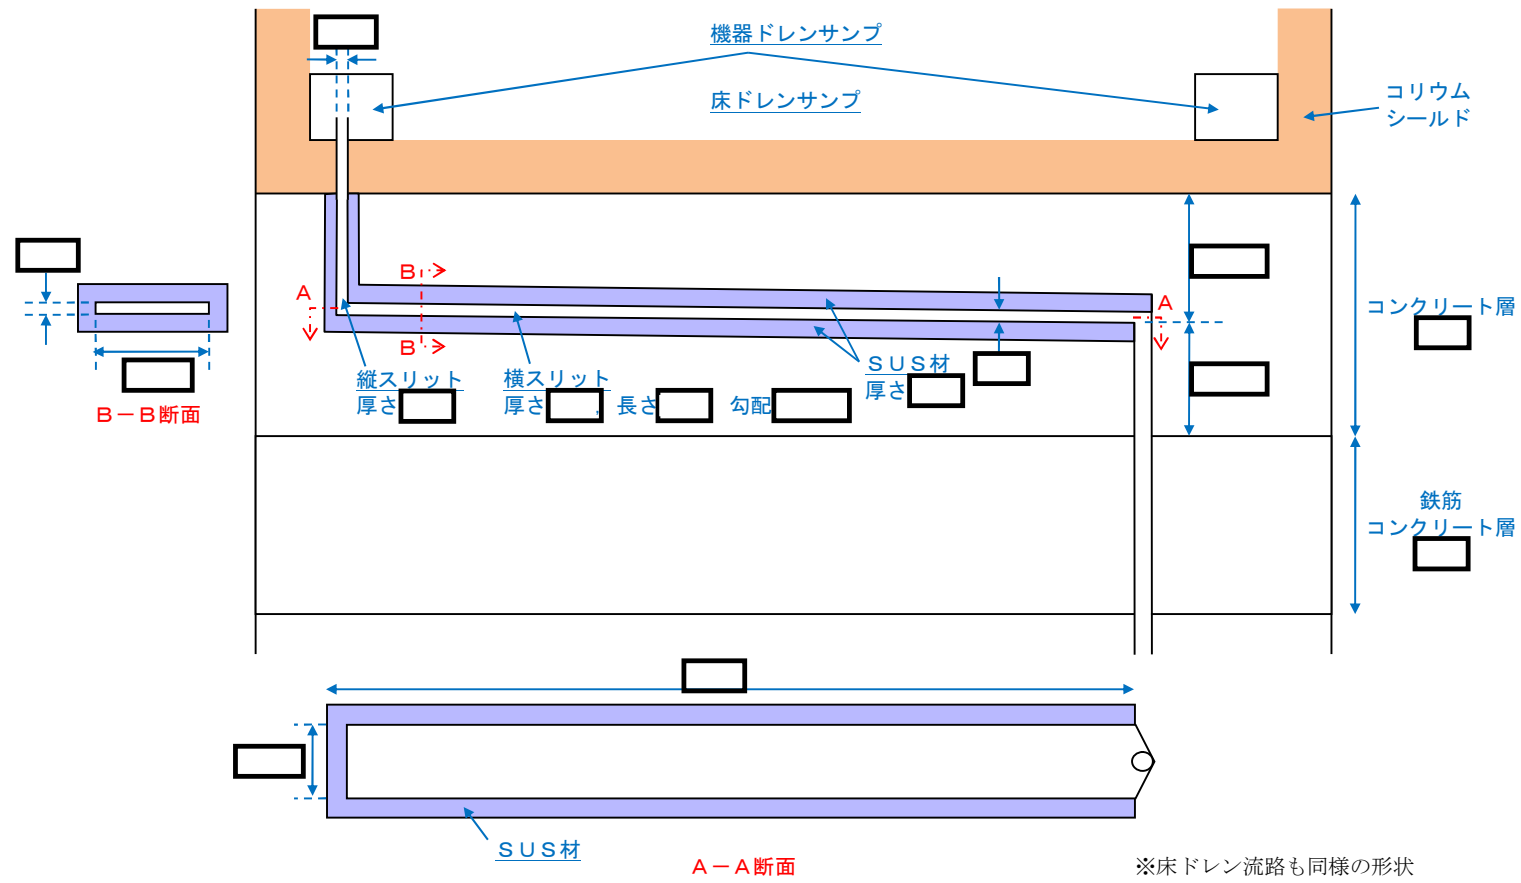 機器ドレンサンプ
床ドレンサンプ
コリウム
シールド
B
A
A
B
コンクリート層
縦スリット
厚さ
横スリット
厚さ , 長さ 勾配
SUS材
厚さ
B-B断面
鉄筋
コンクリート層
SUS材
A-A断面
※床ドレン流路も同様の形状